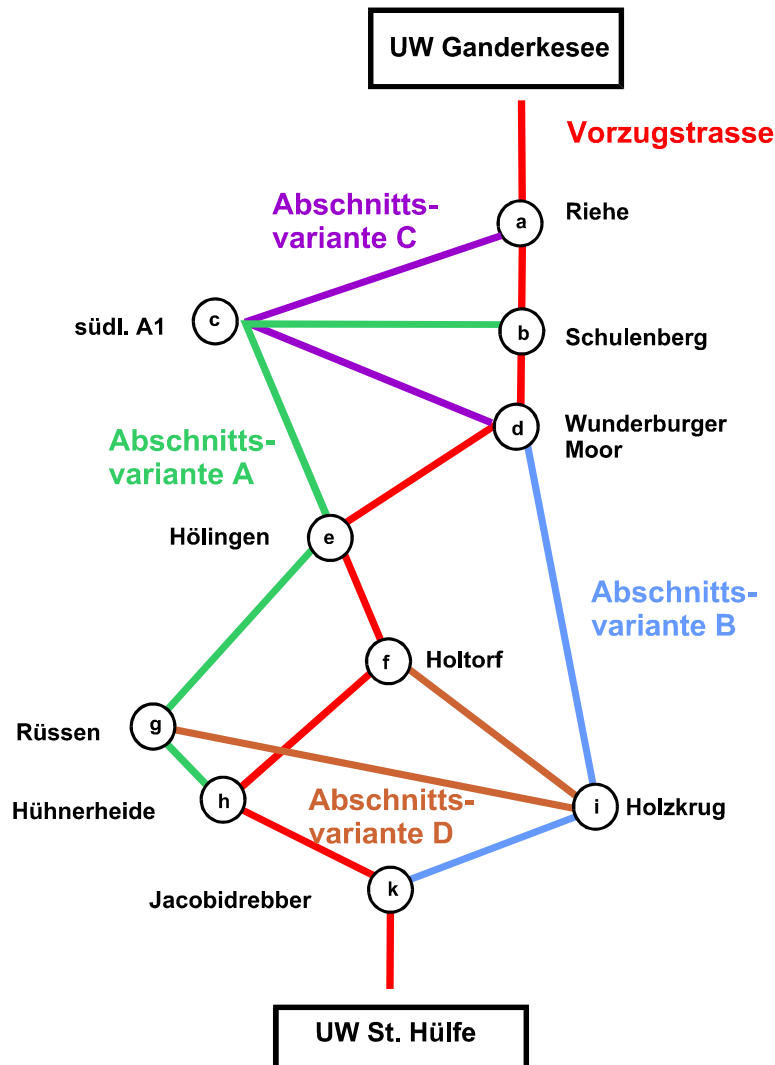 UW Ganderkesee
Vorzugstrasse
Abschnitts-
variante C
a
Riehe
südl. A1
c
b
Schulenberg
d
Wunderburger
Moor
Abschnitts-
variante A
Hölingen
e
Abschnitts-
variante B
f
Holtorf
Rüssen
g
Hühnerheide
h
Abschnitts-
variante D
i
Holzkrug
Jacobidrebber
k
UW St. Hülfe